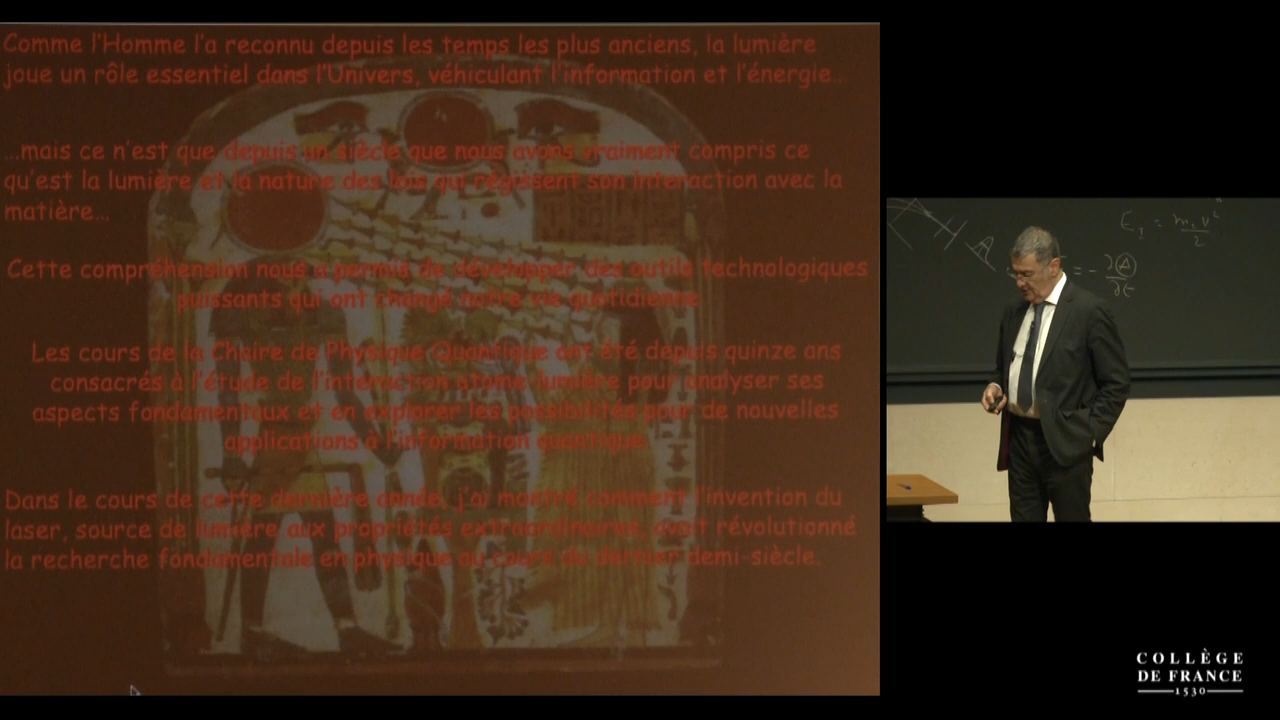 Comme l'Homme l'a reconnu depuis les temps les plus anciens, la lumière
joue un rôle essentiel dans l'Univers, véhiculant l'information et l'énergie...
...mais ce n'est que depuis un siècle que nous avons vraiment compris ce
qu'est la lumière et la nature des lois qui régissent son interaction avec la
matière...
Cette compréhension nous a permis de développer des outils technologiques
puissants qui ont changé notre vie quotidienne
Les cours de la Chaire de Physique Quantique ont été depuis quinze ans
consacrés à l'étude de l'interaction atome-lumière pour analyser ses
aspects fondamentaux et en explorer les possibilités pour de nouvelles
applications à l'information quantique.
Dans le cours de cette dernière année, j'ai montré comment l'invention du
laser, source de lumière aux propriétés extraordinaires, avait révolutionné
la recherche fondamentale en physique au cours du dernier demi-siècle.
COLLÈGE
DE FRANCE
1530